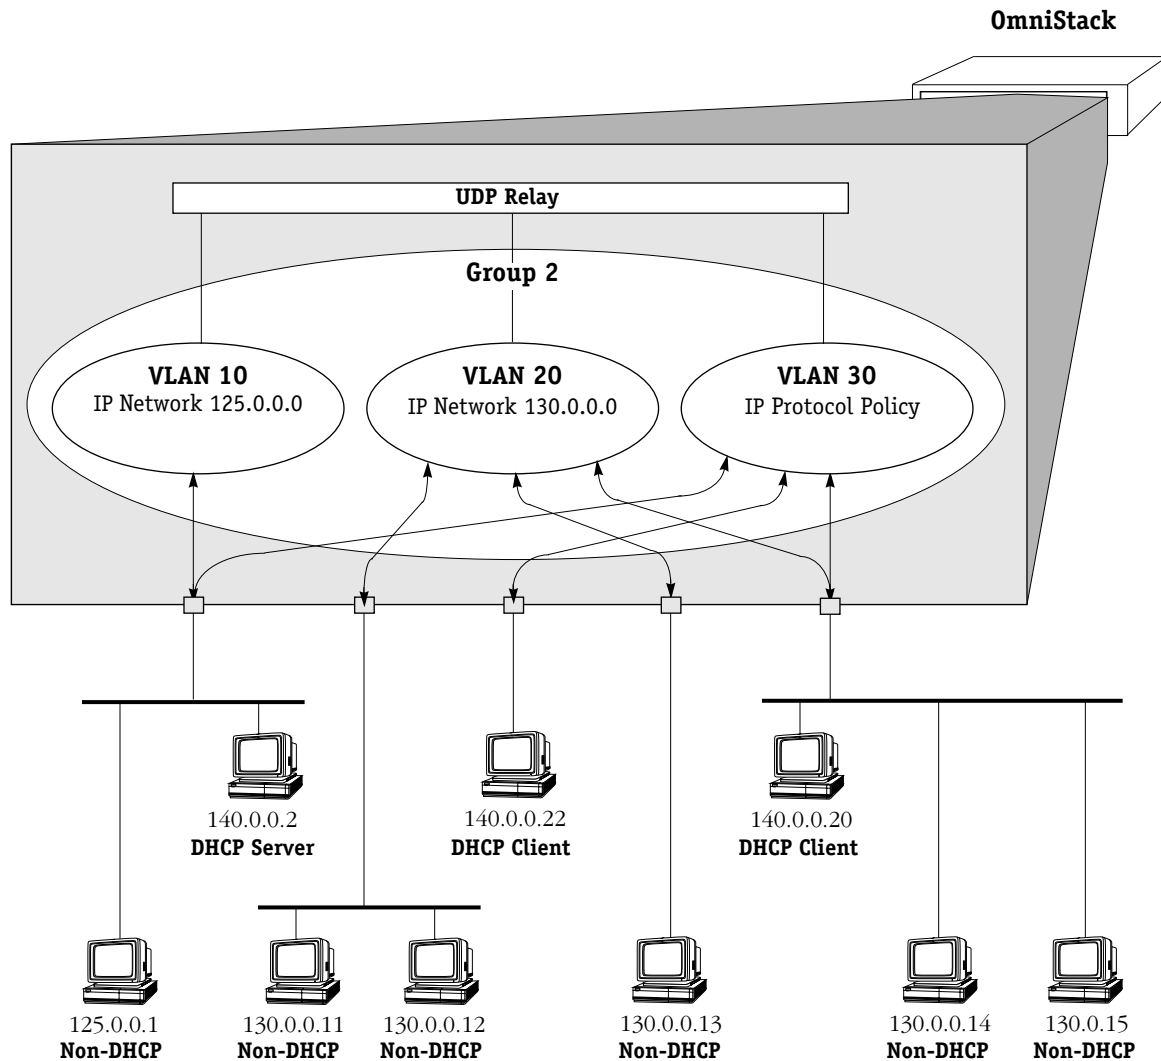 OmniStack
UDP Relay
Group 2
VLAN 10
IP Network 125.0.0.0
VLAN 20
IP Network 130.0.0.0
VLAN 30
IP Protocol Policy
140.0.0.2
DHCP Server
140.0.0.22
DHCP Client
140.0.0.20
DHCP Client
125.0.0.1
Non-DHCP
130.0.0.11
Non-DHCP
130.0.0.12
Non-DHCP
130.0.0.13
Non-DHCP
130.0.0.14
Non-DHCP
130.0.15
Non-DHCP